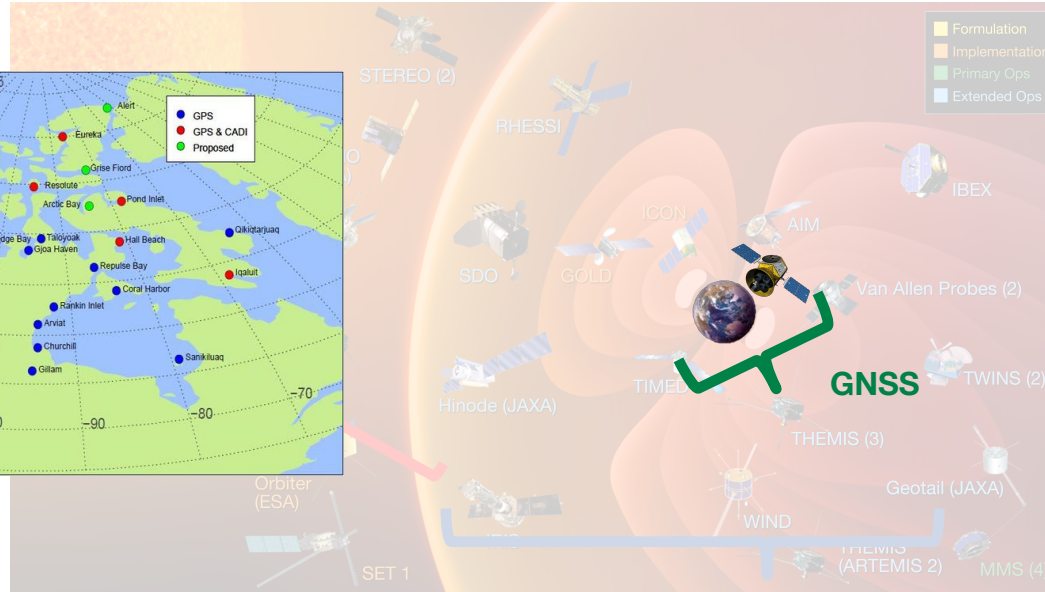 STEREO (2)
Formulation
Implementation
Primary Ops
Extended Ops
RHESSI
GPS
GPS & CADI
Proposed
Alert
Eureka
Grise Fiord
Resolute
Pond Inlet
Arctic Bay
Qikiqtarjuaq
Taloyoak
dge Bay
Gjoa Haven
Hall Beach
Repulse Bay
Iqaluit
Coral Harbor
Rankin Inlet
Arviat
Churchill
Gillam
Sanikiluaq
-70
-80
-90
IBEX
ICON
AIM
SDO
GOLD
Van Allen Probes (2)
TIMED
GNSS
TWINS (2)
Hinode (JAXA)
THEMIS (3)
Geotail (JAXA)
Orbiter
(ESA)
WIND
THEMIS
(ARTEMIS 2)
MMS (4
SET 1